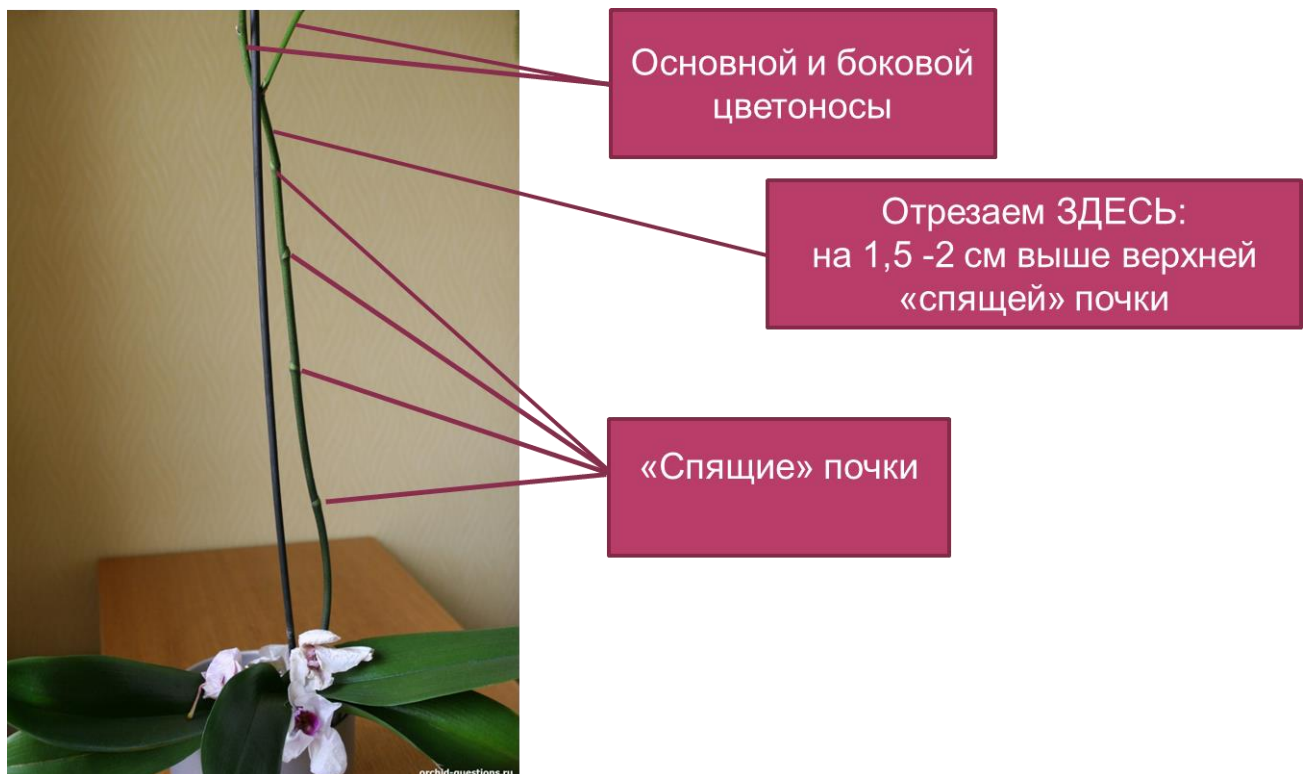 Основной и боковой
цветоносы
Отрезаем ЗДЕСЬ:
на 1,5 -2 см выше верхней
«спящей» почки
«Спящие» почки
orchid-questions.ru